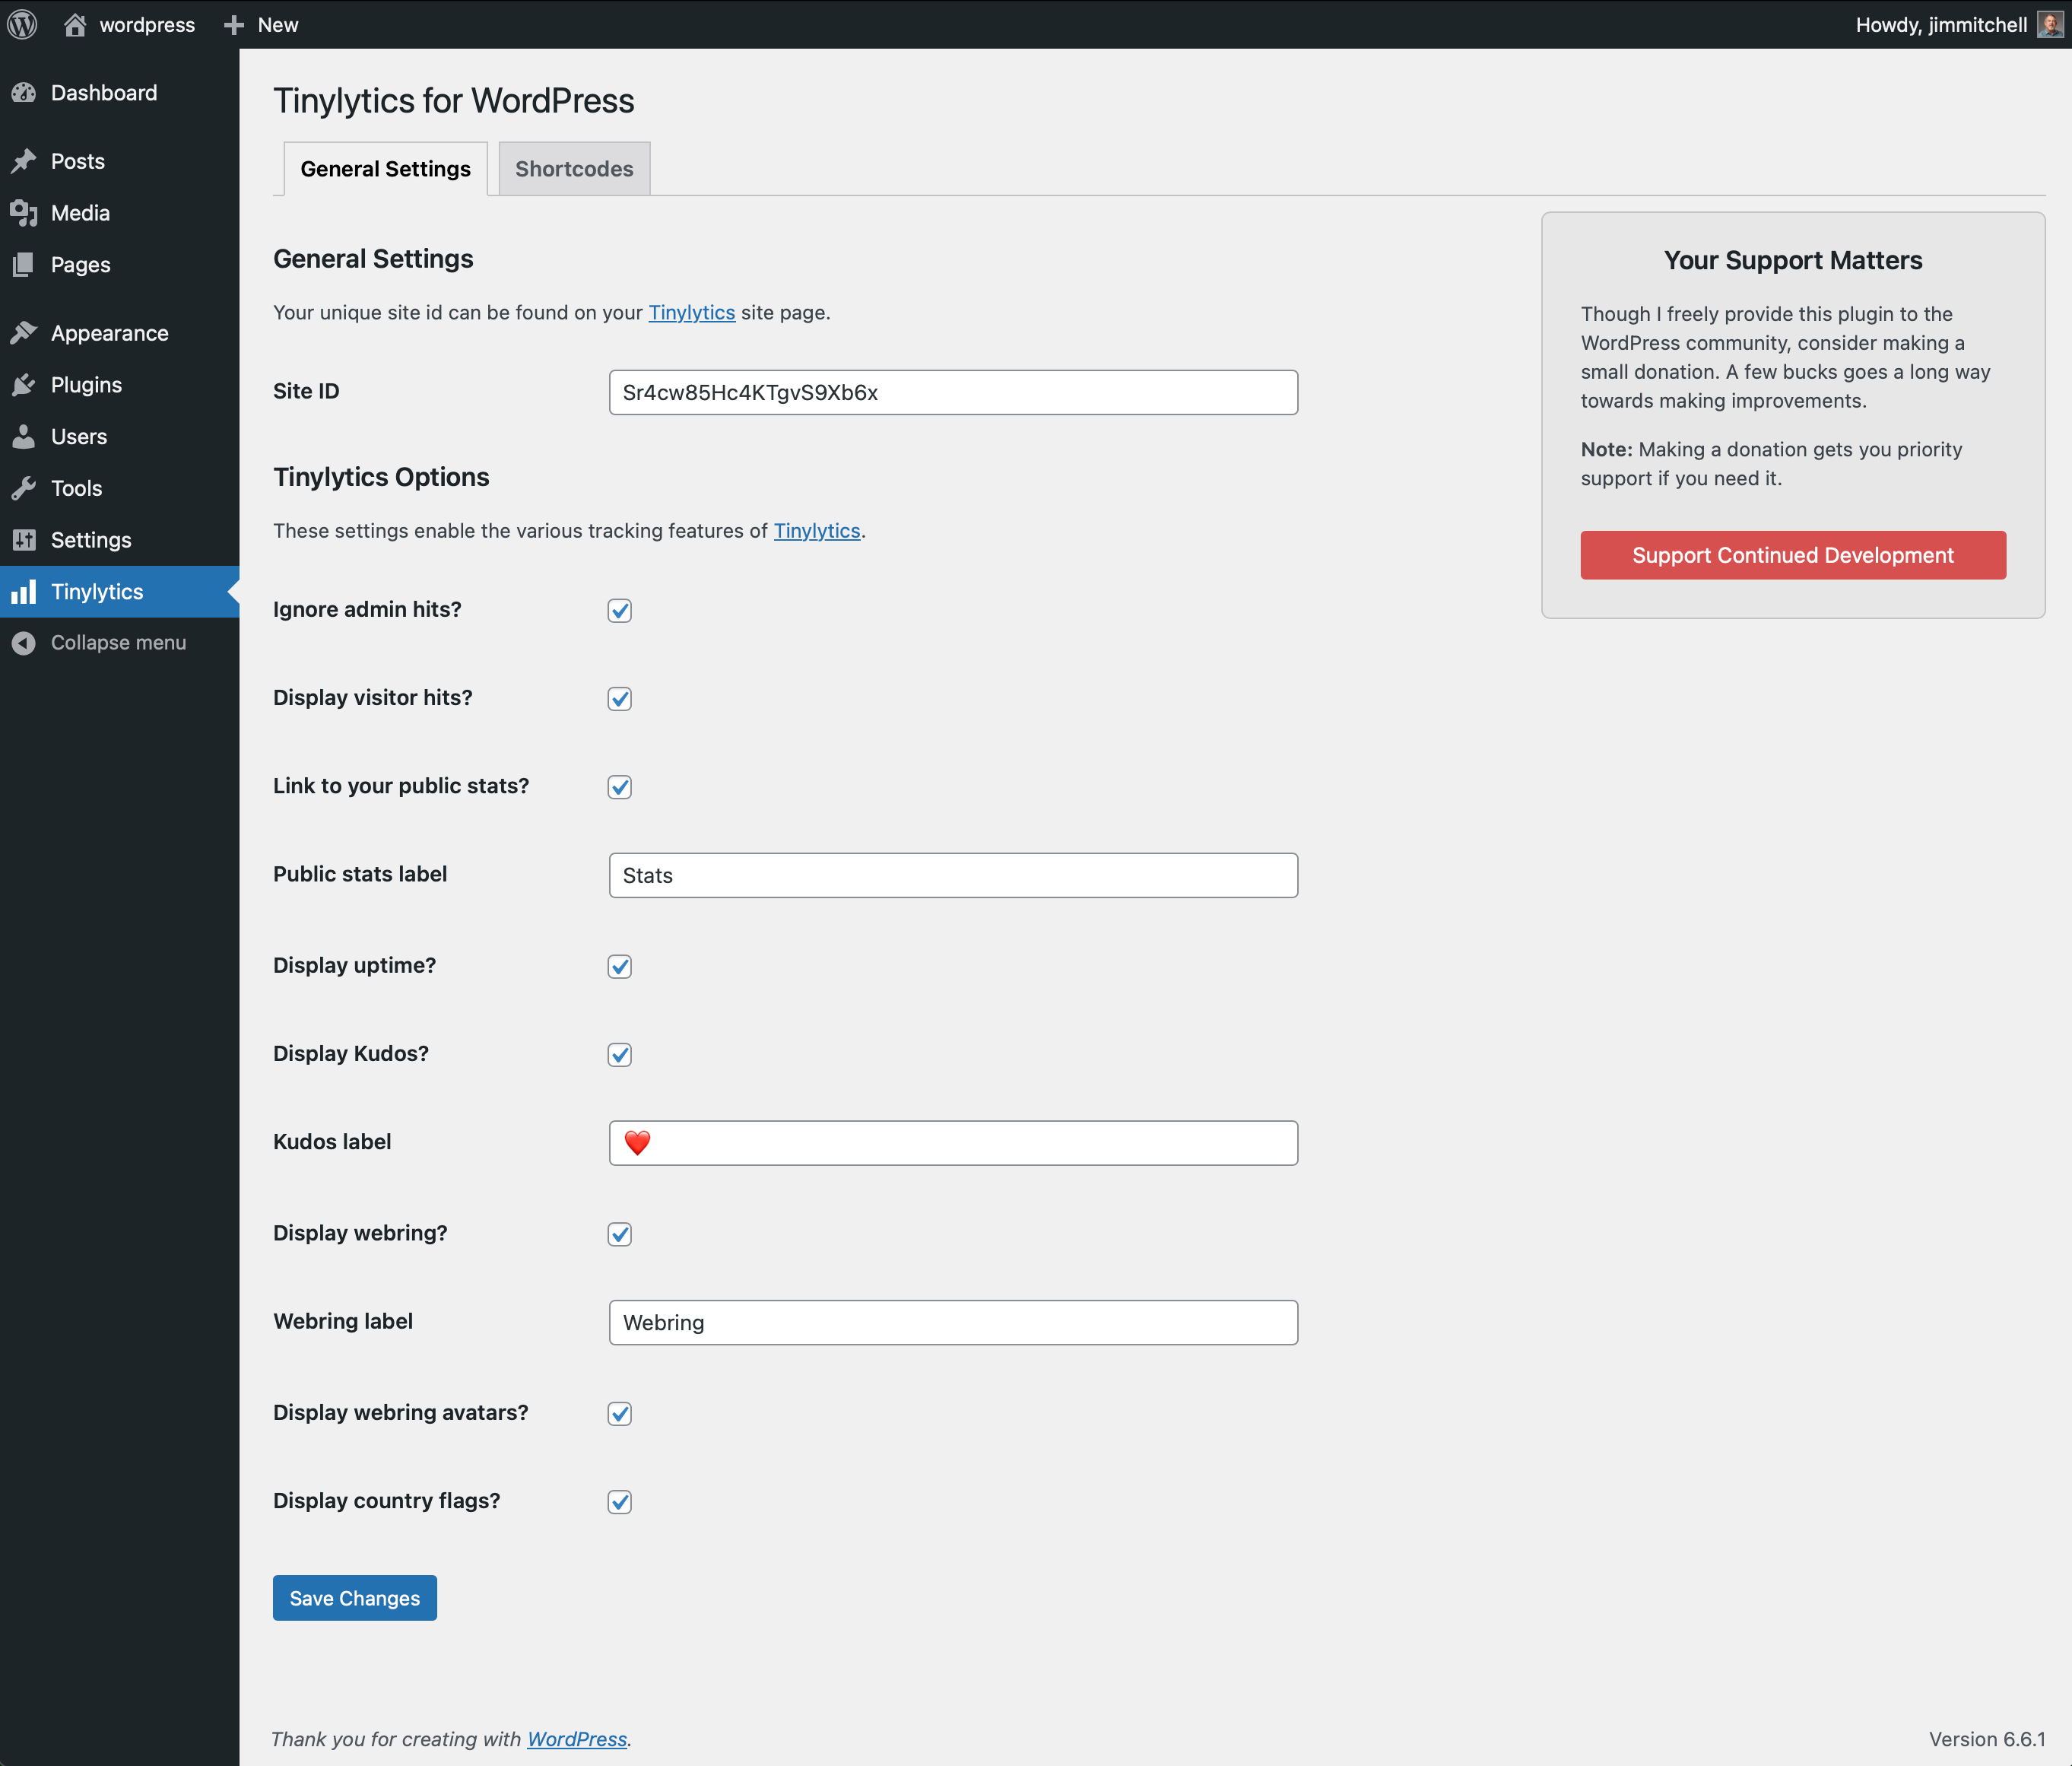 wordpress
New
Howdy, jimmitchell
Dashboard
Posts
Media
Pages
Appearance
Plugins
Users
Tools
Settings
Tinylytics
Collapse menu
Tinylytics for WordPress
General Settings
Shortcodes
General Settings
Your unique site id can be found on your Tinylytics site page.
Site ID
Sr4cw85Hc4KTgvS9Xb6x
Tinylytics Options
These settings enable the various tracking features of Tinylytics.
Ignore admin hits?
Display visitor hits?
Link to your public stats?
Public stats label
Stats
Display uptime?
Display Kudos?
Kudos label
❤️
Display webring?
Webring label
Webring
Display webring avatars?
Display country flags?
Save Changes
Your Support Matters
Though I freely provide this plugin to the
WordPress community, consider making a
small donation. A few bucks goes a long way
towards making improvements.
Note: Making a donation gets you priority
support if you need it.
Support Continued Development
Thank you for creating with WordPress.
Version 6.6.1